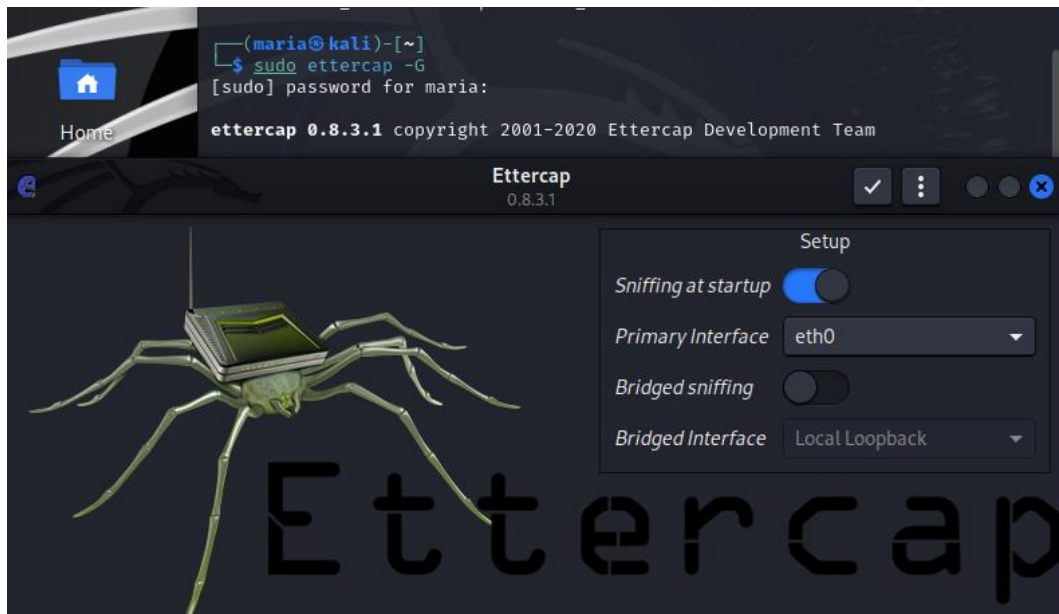 (maria㉿kali)-[~]
$ sudo ettercap -G
[sudo] password for maria:
Home
ettercap 0.8.3.1 copyright 2001-2020 Ettercap Development Team
Ettercap
0.8.3.1
Setup
Sniffing at startup
Primary Interface eth0
Bridged sniffing
Bridged Interface Local Loopback
Ettercap